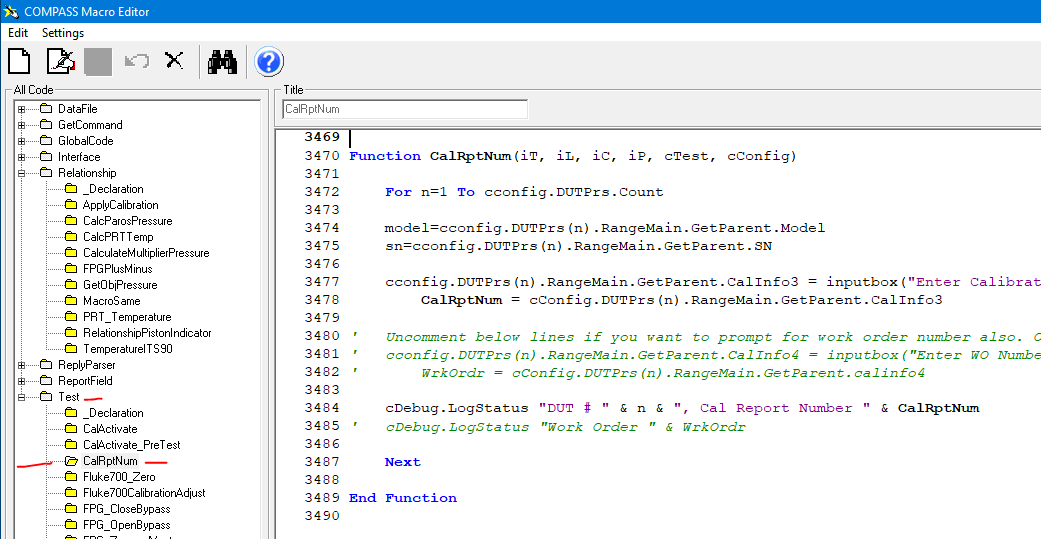 COMPASS Macro Editor
Edit Settings
All Code
DataFile
GetCommand
GlobalCode
Interface
Relationship
_Declaration
ApplyCalibration
CalcParosPressure
CalcPRTTemp
CalculateMultiplierPressure
FPGPlusMinus
GetObjPressure
MacroSame
PRT_Temperature
RelationshipPistonIndicator
TemperatureITS90
ReplyParser
ReportField
Test
_Declaration
CalActivate
CalActivate_PreTest
CalRptNum
Fluke700_Zero
Fluke700CalibrationAdjust
FPG_CloseBypass
FPG_OpenBypass
Title
CalRptNum
3469
3470 Function CalRptNum(iT, iL, iC, iP, cTest, cConfig)
3471
3472 For n=1 To cconfig.DUTPrs.Count
3473
3474 model=cconfig.DUTPrs(n).RangeMain.GetParent.Model
3475 sn=cconfig.DUTPrs(n).RangeMain.GetParent.SN
3476
3477 cconfig.DUTPrs(n).RangeMain.GetParent.CalInfo3 = inputbox("Enter Calibrat
3478 CalRptNum = cConfig.DUTPrs(n).RangeMain.GetParent.CalInfo3
3479
3480 ' Uncomment below lines if you want to prompt for work order number also. C
3481 ' cconfig.DUTPrs(n).RangeMain.GetParent.CalInfo4 = inputbox("Enter WO Numbe
3482 ' WrkOrdr = cConfig.DUTPrs(n).RangeMain.GetParent.calinfo4
3483
3484 cDebug.LogStatus "DUT # " & n & ", Cal Report Number " & CalRptNum
3485 ' cDebug.LogStatus "Work Order " & WrkOrdr
3486
3487 Next
3488
3489 End Function
3490